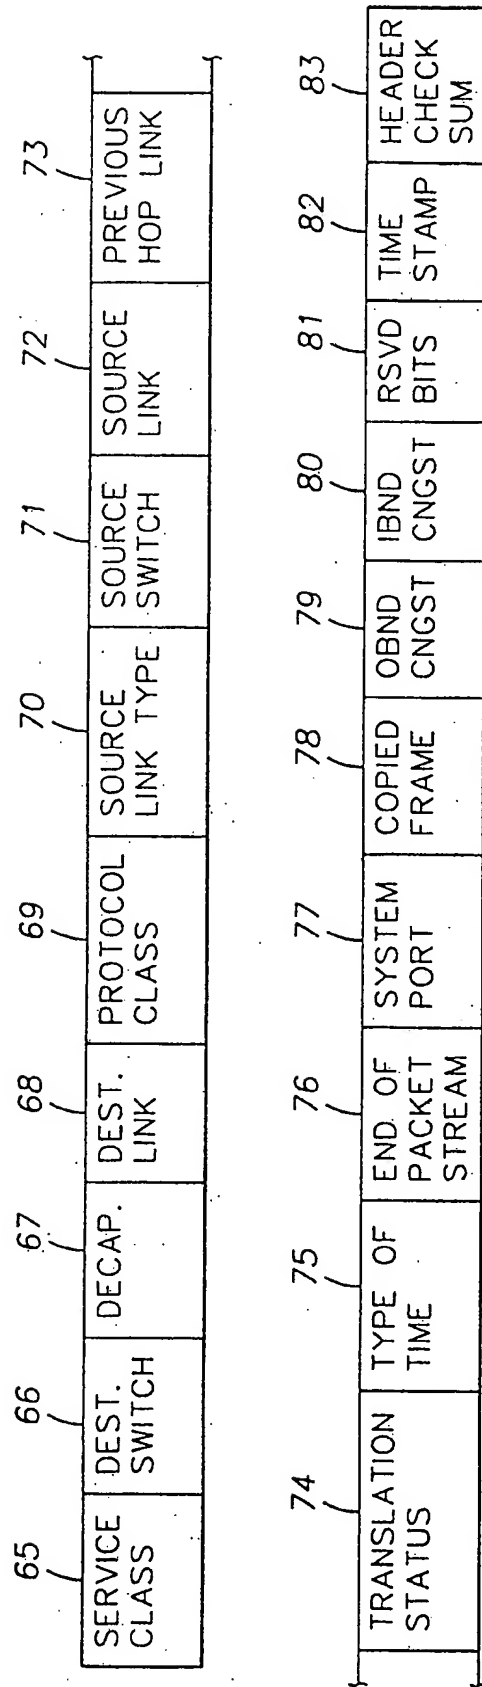 65 66 67 68 69 70 71 72 73
SERVICE
CLASS
DEST.
SWITCH
DECAP.
DEST.
LINK
PROTOCOL
CLASS
SOURCE
LINK TYPE
SOURCE
SWITCH
SOURCE
LINK
PREVIOUS
HOP LINK
74 75 76 77 78 79 80 81 82 83
TRANSLATION
STATUS
TYPE OF
TIME
END OF
PACKET
STREAM
SYSTEM
PORT
COPIED
FRAME
OBND
CNGST
IBND
CNGST
RSVD
BITS
TIME
STAMP
HEADER
CHECK
SUM